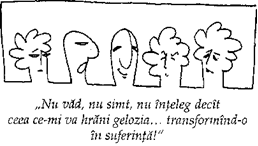 „Nu văd, nu simt, nu înțeleg decît
ceea ce-mi va hrăni gelozia... transformînd-o
în suferință!"